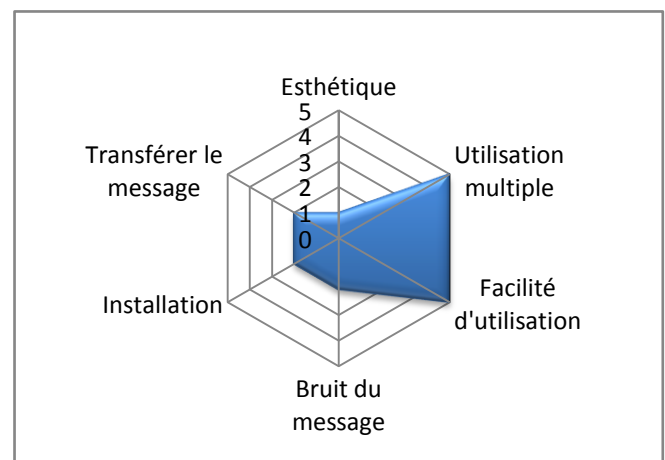 Esthétique
5
4
3
2
1
0
Utilisation
multiple
Facilité
d'utilisation
Bruit du
message
Installation
Transférer le
message